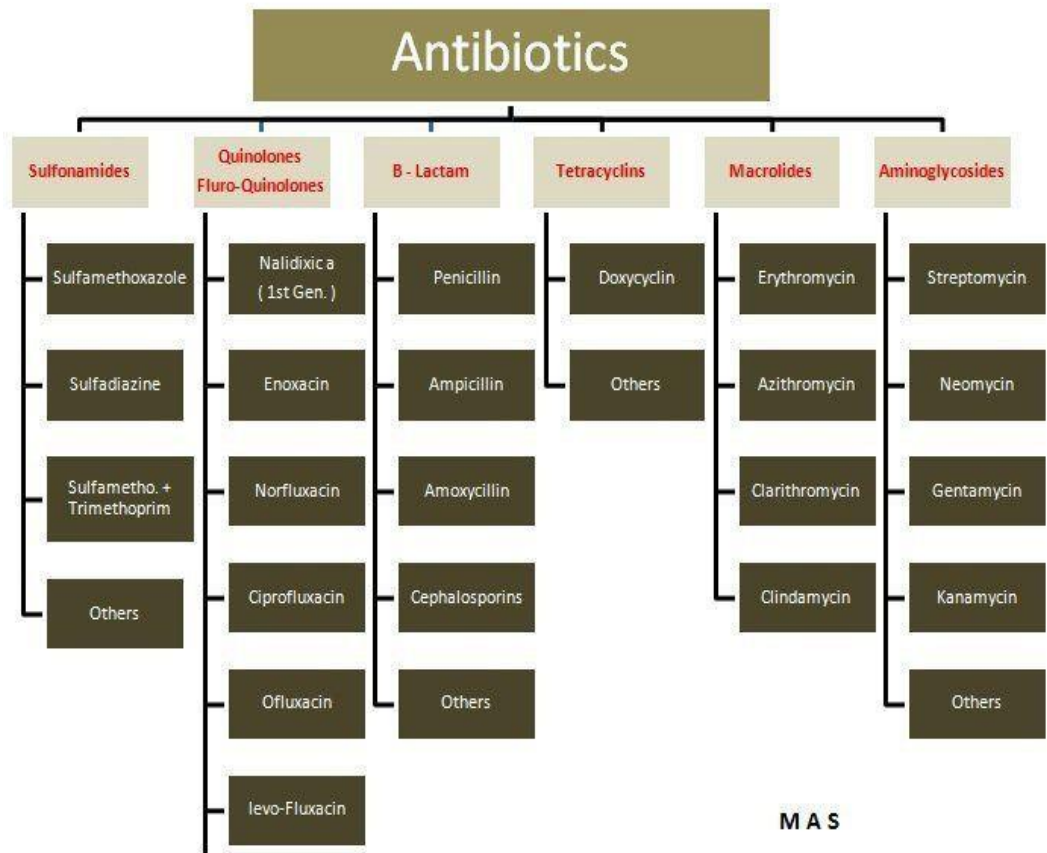 Antibiotics
Sulfonamides
Sulfamethoxazole
Sulfadiazine
Sulfametho. +
Trimethoprim
Others
Quinolones
Fluro-Quinolones
Nalidixic a
( 1st Gen. )
Enoxacin
Norfluxacin
Ciprofluxacin
Ofluxacin
levo-Fluxacin
B - Lactam
Penicillin
Ampicillin
Amoxycillin
Cephalosporins
Others
Tetracyclins
Doxycyclin
Others
Macrolides
Erythromycin
Azithromycin
Clarithromycin
Clindamycin
Aminoglycosides
Streptomycin
Neomycin
Gentamycin
Kanamycin
Others
M A S